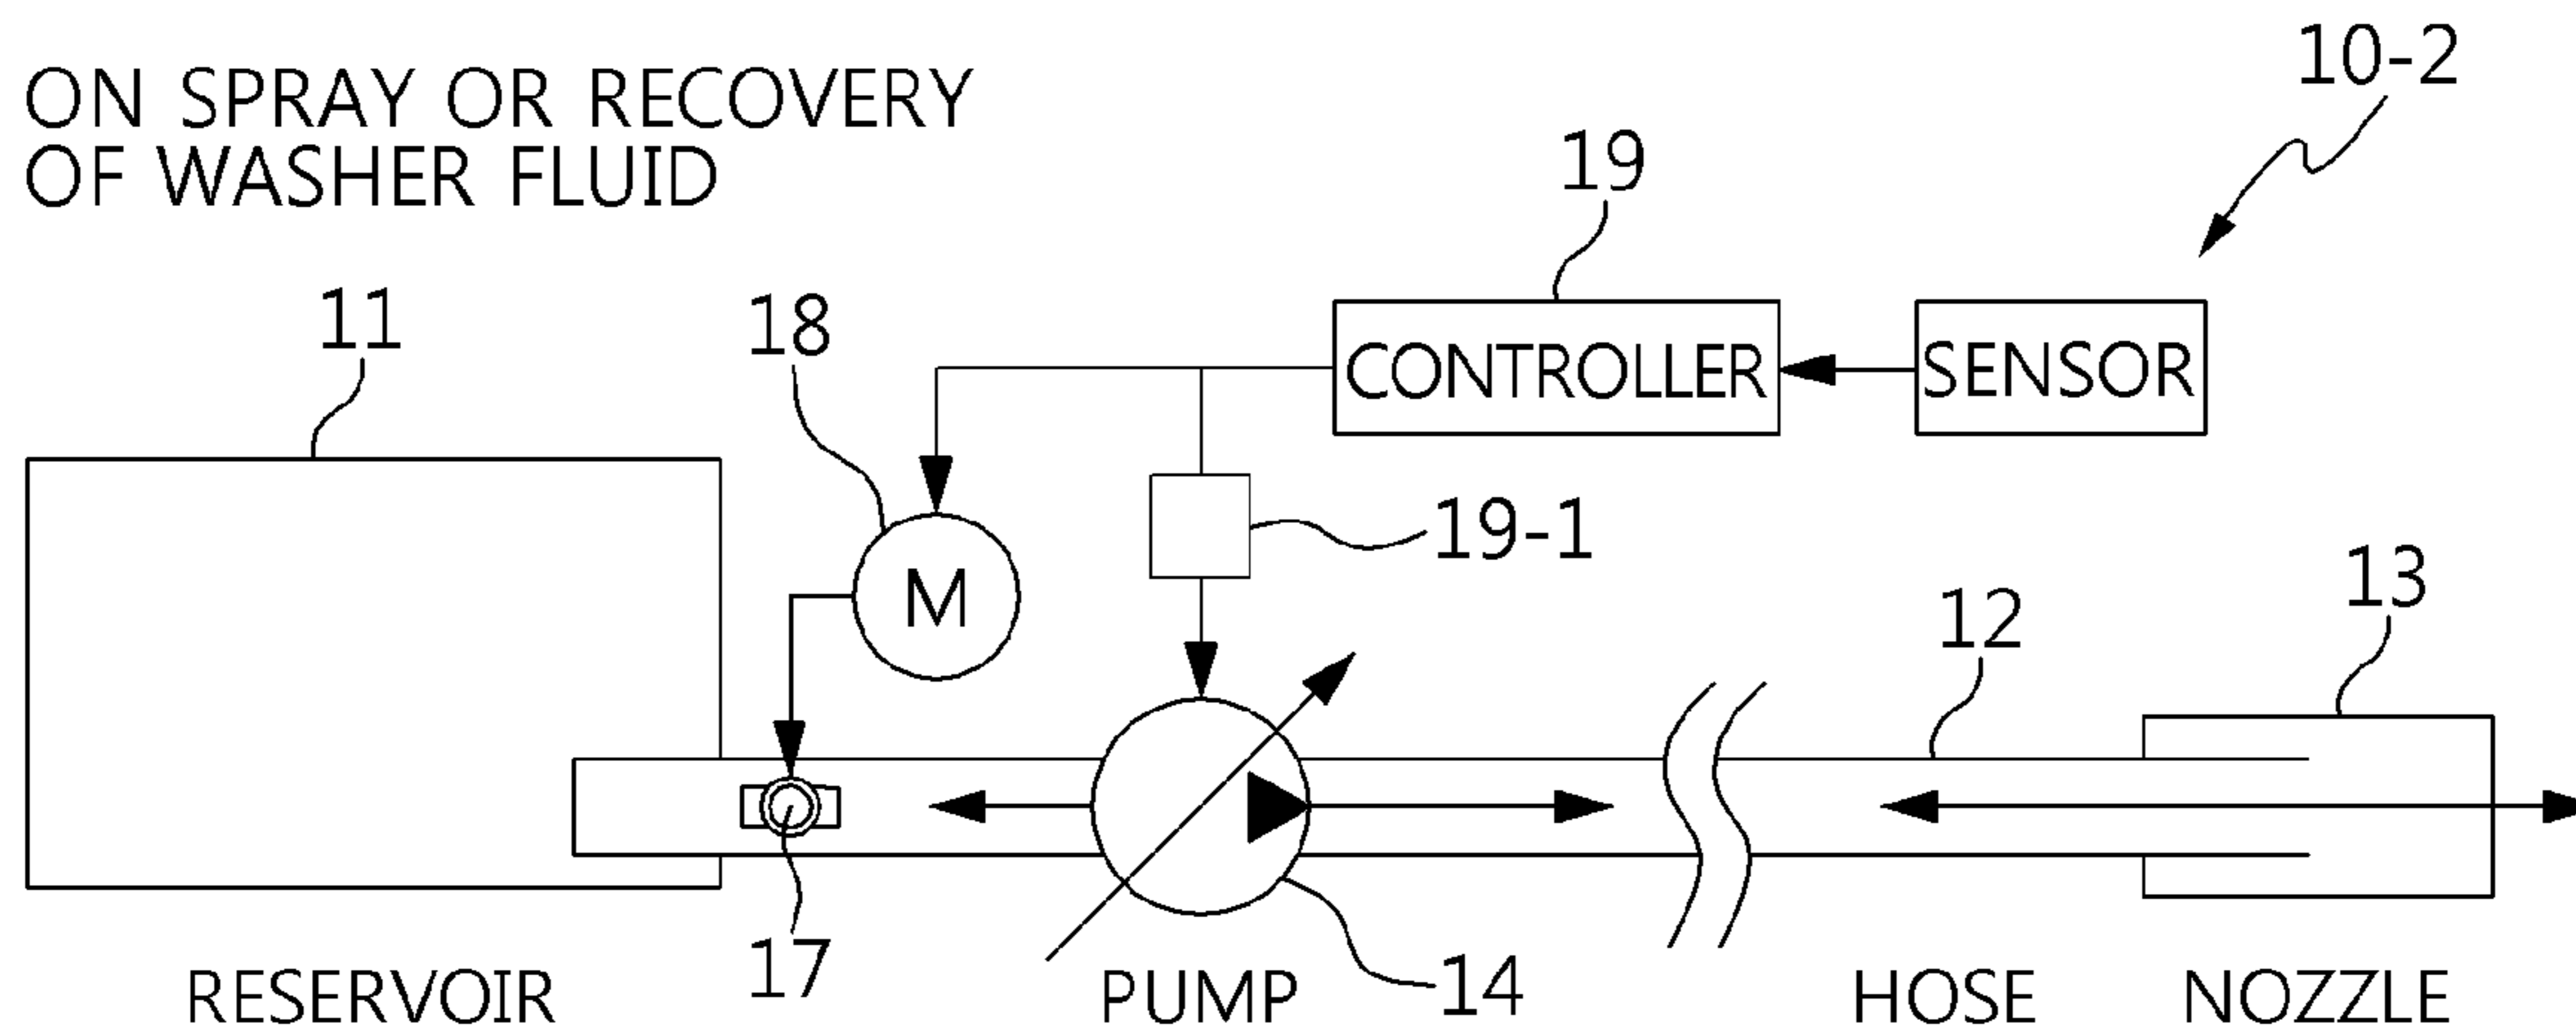 ON SPRAY OR RECOVERY
OF WASHER FLUID
10-2
19
11
18
CONTROLLER
SENSOR
M
19-1
13
12
17
14
RESERVOIR
PUMP
HOSE
NOZZLE